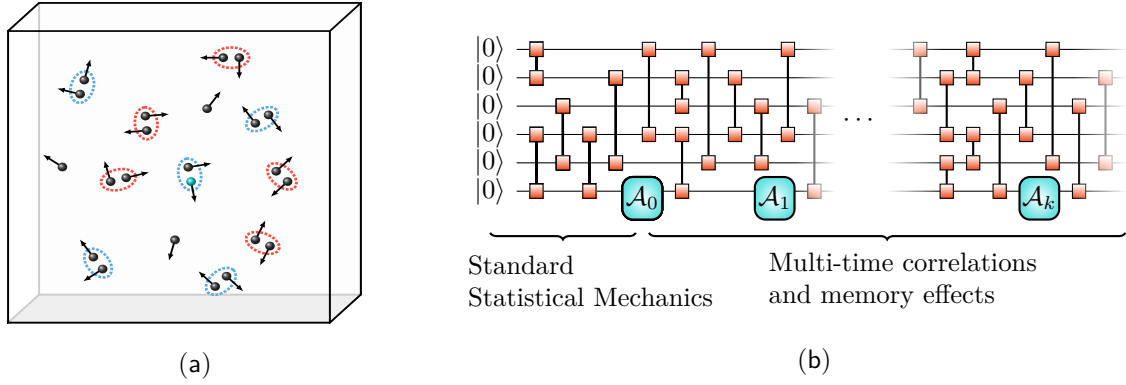 |0⟩
|0⟩
|0⟩
|0⟩
|0⟩
|0⟩
...
𝒜₀ 𝒜₁ 𝒜ₖ
Standard
Statistical Mechanics
Multi-time correlations
and memory effects
(a)
(b)